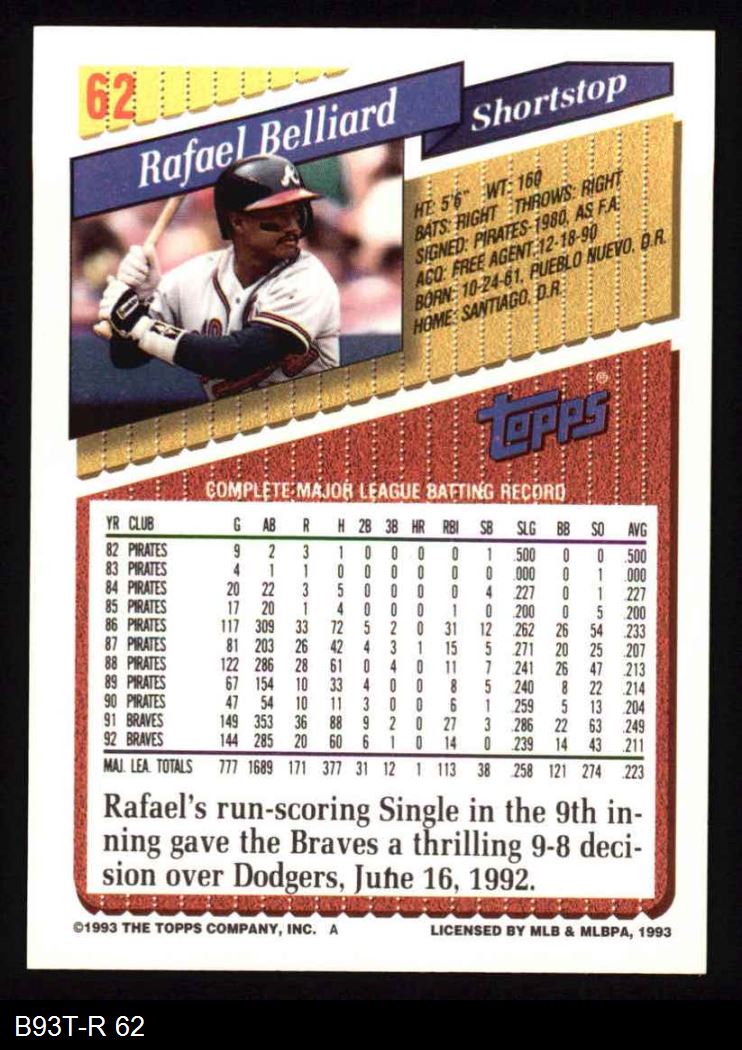 62
Rafael Belliard
Shortstop
HT: 5'6" WT: 160
BATS: RIGHT THROWS: RIGHT
SIGNED: PIRATES-1980, AS F.A.
ACQ: FREE AGENT, 12-18-90
BORN: 10-24-61, PUEBLO NUEVO, D.R.
HOME: SANTIAGO, D.R.
TOPPS ®
COMPLETE MAJOR LEAGUE BATTING RECORD
YR CLUB G AB R H 2B 3B HR RBI SB SLG BB SO AVG
82 PIRATES 9 2 3 1 0 0 0 0 1 .500 0 0 .500
83 PIRATES 4 1 1 0 0 0 0 0 0 .000 0 1 .000
84 PIRATES 20 22 3 5 0 0 0 0 4 .227 0 1 .227
85 PIRATES 17 20 1 4 0 0 0 1 0 .200 0 5 .200
86 PIRATES 117 309 33 72 5 2 0 31 12 .262 26 54 .233
87 PIRATES 81 203 26 42 4 3 1 15 5 .271 20 25 .207
88 PIRATES 122 286 28 61 0 4 0 11 7 .241 26 47 .213
89 PIRATES 67 154 10 33 4 0 0 8 5 .240 8 22 .214
90 PIRATES 47 54 10 11 3 0 0 6 1 .259 5 13 .204
91 BRAVES 149 353 36 88 9 2 0 27 3 .286 22 63 .249
92 BRAVES 144 285 20 60 6 1 0 14 0 .239 14 43 .211
MAJ. LEA. TOTALS 777 1689 171 377 31 12 1 113 38 .258 121 274 .223
Rafael's run-scoring Single in the 9th in-
ning gave the Braves a thrilling 9-8 deci-
sion over Dodgers, June 16, 1992.
©1993 THE TOPPS COMPANY, INC. A LICENSED BY MLB & MLBPA, 1993
B93T-R 62